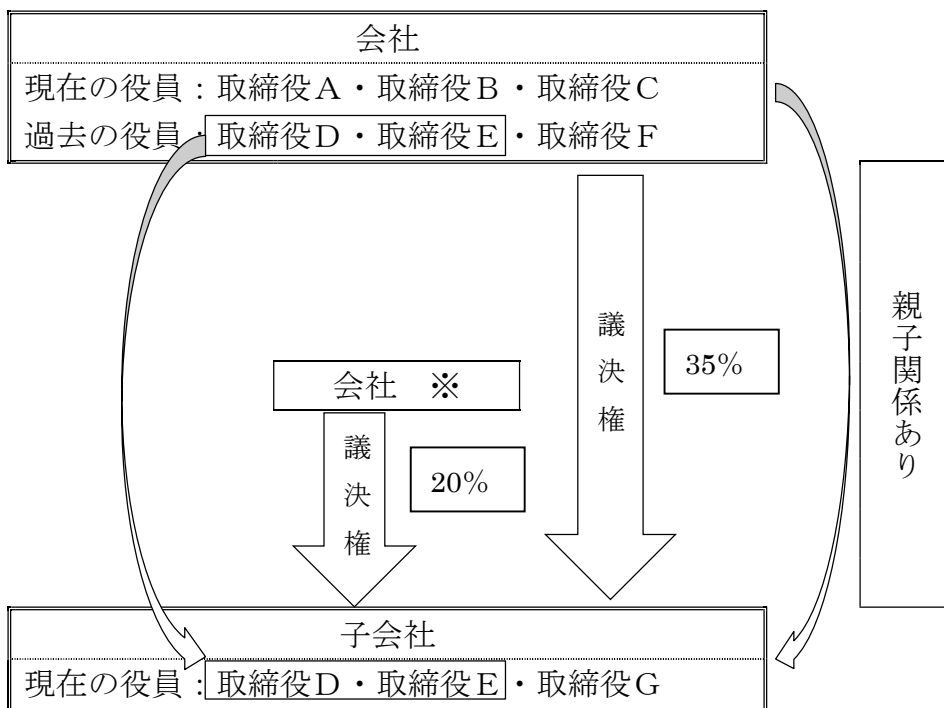 会社
現在の役員：取締役Ａ・取締役Ｂ・取締役Ｃ
過去の役員：取締役Ｄ・取締役Ｅ・取締役Ｆ
議決権
35%
親子関係あり
会社　※
議決権
20%
子会社
現在の役員：取締役Ｄ・取締役Ｅ・取締役Ｇ